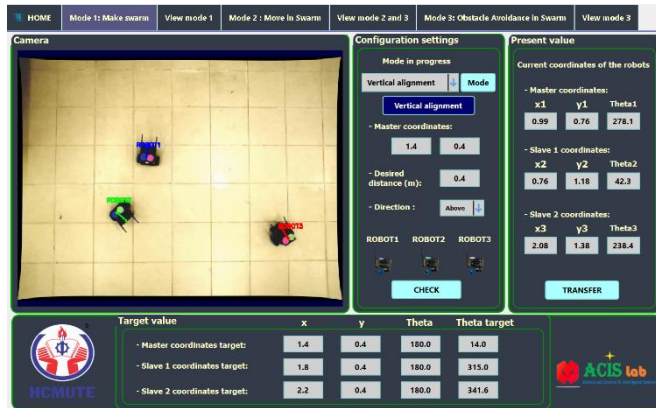 HOME Mode 1: Make swarm View mode 1 Mode 2 : Move in Swarm View mode 2 and 3 Mode 3: Obstacle Avoidance in Swarm View mode 3
Camera
ROBOT1
ROBOT3
Configuration settings
Mode in progress
Vertical alignment Mode
Vertical alignment
- Master coordinates:
1.4 0.4
- Desired
distance (m): 0.4
- Direction : Above
ROBOT1 ROBOT2 ROBOT3
CHECK
Present value
Current coordinates of the robots
- Master coordinates:
x1 y1 Theta1
0.99 0.76 278.1
- Slave 1 coordinates:
x2 y2 Theta2
0.76 1.18 42.3
- Slave 2 coordinates:
x3 y3 Theta3
2.08 1.38 238.4
TRANSFER
Target value x y Theta Theta target
- Master coordinates target: 1.4 0.4 180.0 14.0
- Slave 1 coordinates target: 1.8 0.4 180.0 315.0
- Slave 2 coordinates target: 2.2 0.4 180.0 341.6
HCMUTE
ACIS lab